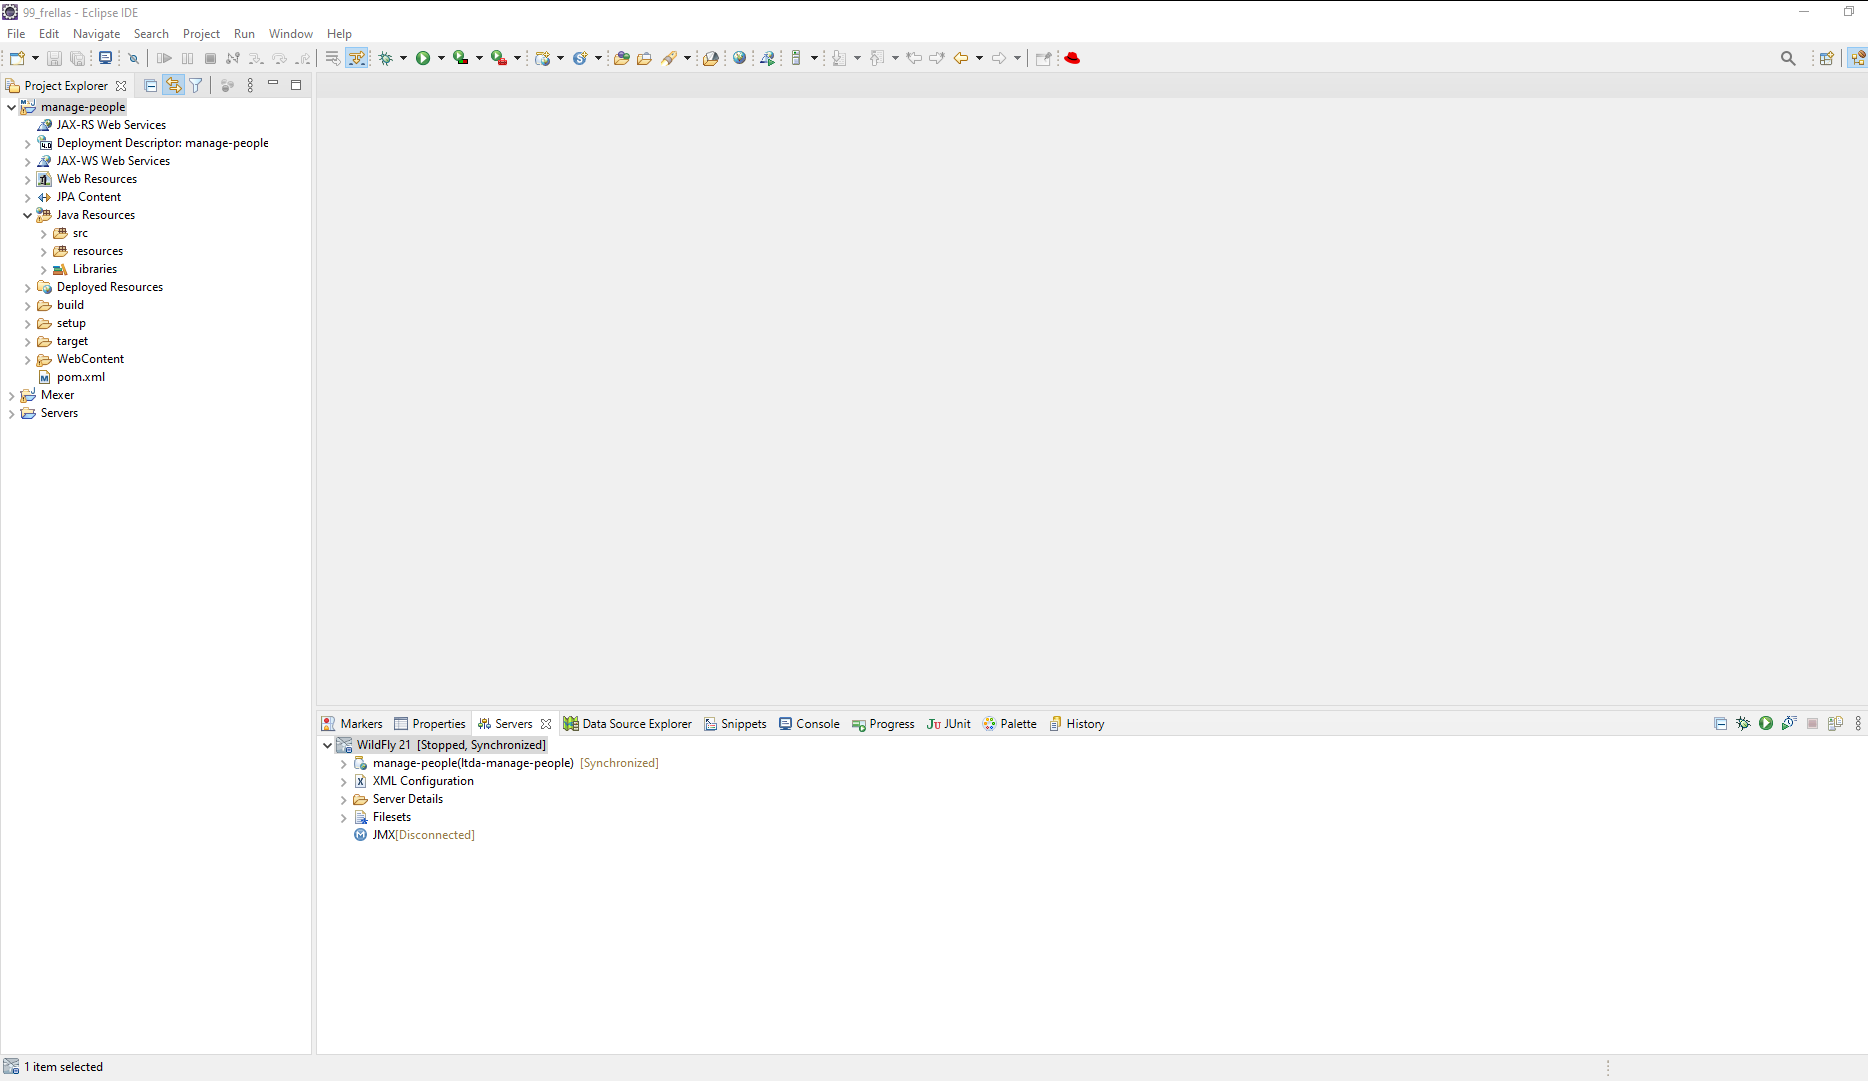 99_frellas - Eclipse IDE
File Edit Navigate Search Project Run Window Help
Project Explorer
manage-people
JAX-RS Web Services
Deployment Descriptor: manage-people
JAX-WS Web Services
Web Resources
JPA Content
Java Resources
src
resources
Libraries
Deployed Resources
build
setup
target
WebContent
pom.xml
Mexer
Servers
Markers Properties Servers Data Source Explorer Snippets Console Progress JUnit Palette History
WildFly 21 [Stopped, Synchronized]
manage-people(ltda-manage-people) [Synchronized]
XML Configuration
Server Details
Filesets
JMX[Disconnected]
1 item selected